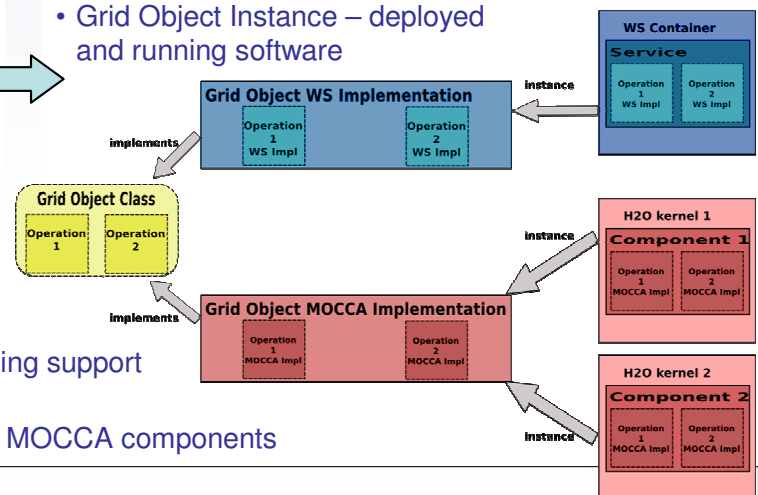 • Grid Object Instance – deployed
and running software
WS Container
Service
Operation
1
WS Impl
Operation
2
WS Impl
instance
Grid Object WS Implementation
Operation
1
WS Impl
Operation
2
WS Impl
implements
Grid Object Class
Operation
1
Operation
2
implements
Grid Object MOCCA Implementation
Operation
1
MOCCA Impl
Operation
2
MOCCA Impl
instance
H2O kernel 1
Component 1
Operation
1
MOCCA Impl
Operation
2
MOCCA Impl
instance
H2O kernel 2
Component 2
Operation
1
MOCCA Impl
Operation
2
MOCCA Impl
ing support
MOCCA components